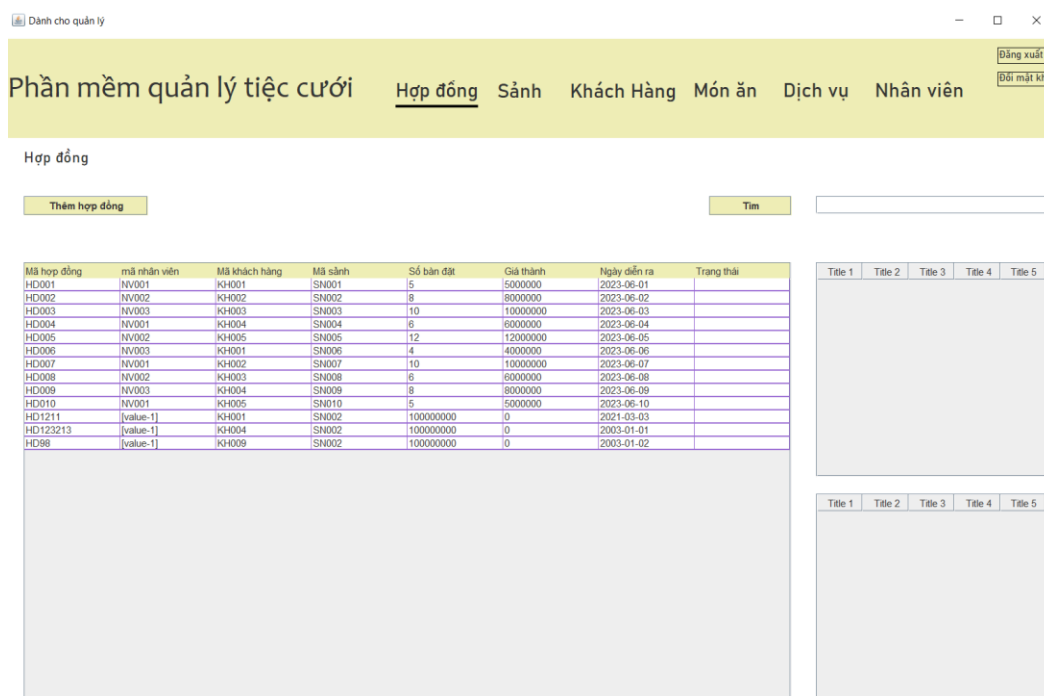 Dành cho quản lý
Đăng xuất
Phần mềm quản lý tiệc cưới Hợp đồng Sảnh Khách Hàng Món ăn Dịch vụ Nhân viên
Đổi mật kh
Hợp đồng
Thêm hợp đồng Tìm
Mã hợp đồng mã nhân viên Mã khách hàng Mã sảnh Số bàn đặt Giá thành Ngày diễn ra Trạng thái
HD001 NV001 KH001 SN001 5 5000000 2023-06-01
HD002 NV002 KH002 SN002 8 8000000 2023-06-02
HD003 NV003 KH003 SN003 10 10000000 2023-06-03
HD004 NV001 KH004 SN004 6 6000000 2023-06-04
HD005 NV002 KH005 SN005 12 12000000 2023-06-05
HD006 NV003 KH001 SN006 4 4000000 2023-06-06
HD007 NV001 KH002 SN007 10 10000000 2023-06-07
HD008 NV002 KH003 SN008 6 6000000 2023-06-08
HD009 NV003 KH004 SN009 8 8000000 2023-06-09
HD010 NV001 KH005 SN010 5 5000000 2023-06-10
HD1211 [value-1] KH001 SN002 100000000 0 2021-03-03
HD123213 [value-1] KH004 SN002 100000000 0 2003-01-01
HD98 [value-1] KH009 SN002 100000000 0 2003-01-02
Title 1 Title 2 Title 3 Title 4 Title 5
Title 1 Title 2 Title 3 Title 4 Title 5